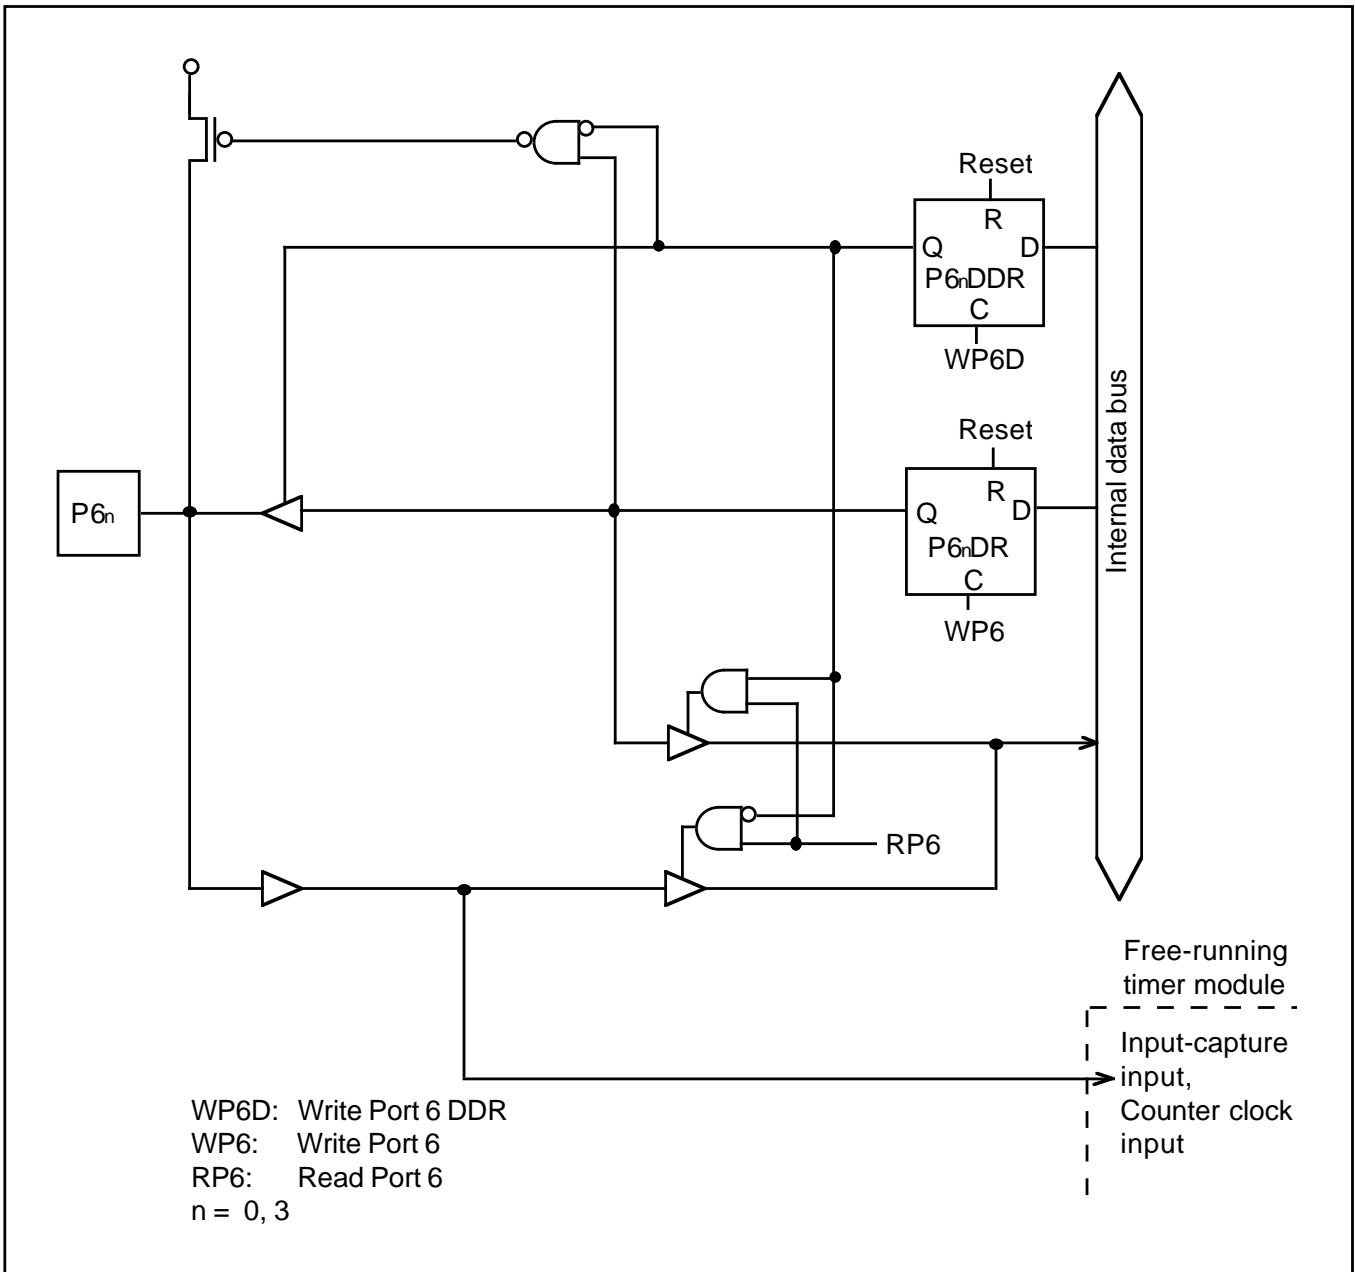 Reset
R
Q D
P6nDDR
C
WP6D
Internal data bus
Reset
R
Q D
P6nDR
C
WP6
P6n
RP6
Free-running
timer module
Input-capture
input,
Counter clock
input
WP6D: Write Port 6 DDR
WP6: Write Port 6
RP6: Read Port 6
n = 0, 3